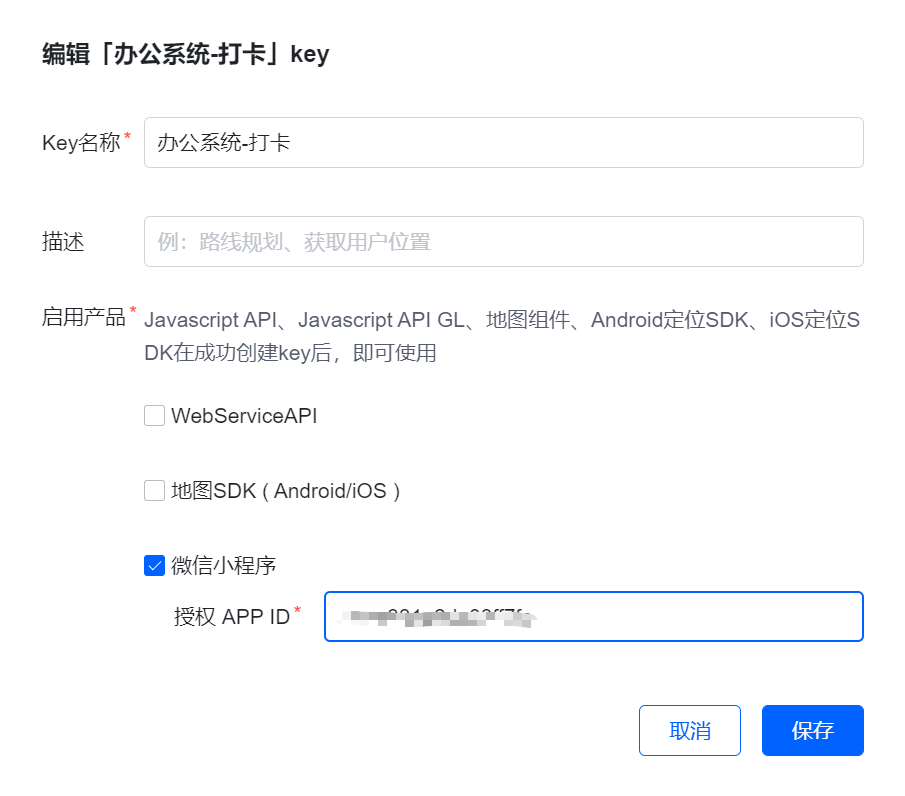 编辑「办公系统-打卡」key
Key名称*
办公系统-打卡
描述
例：路线规划、获取用户位置
启用产品*
Javascript API、Javascript API GL、地图组件、Android定位SDK、iOS定位S
DK在成功创建key后，即可使用
WebServiceAPI
地图SDK ( Android/iOS )
微信小程序
授权 APP ID*
取消
保存